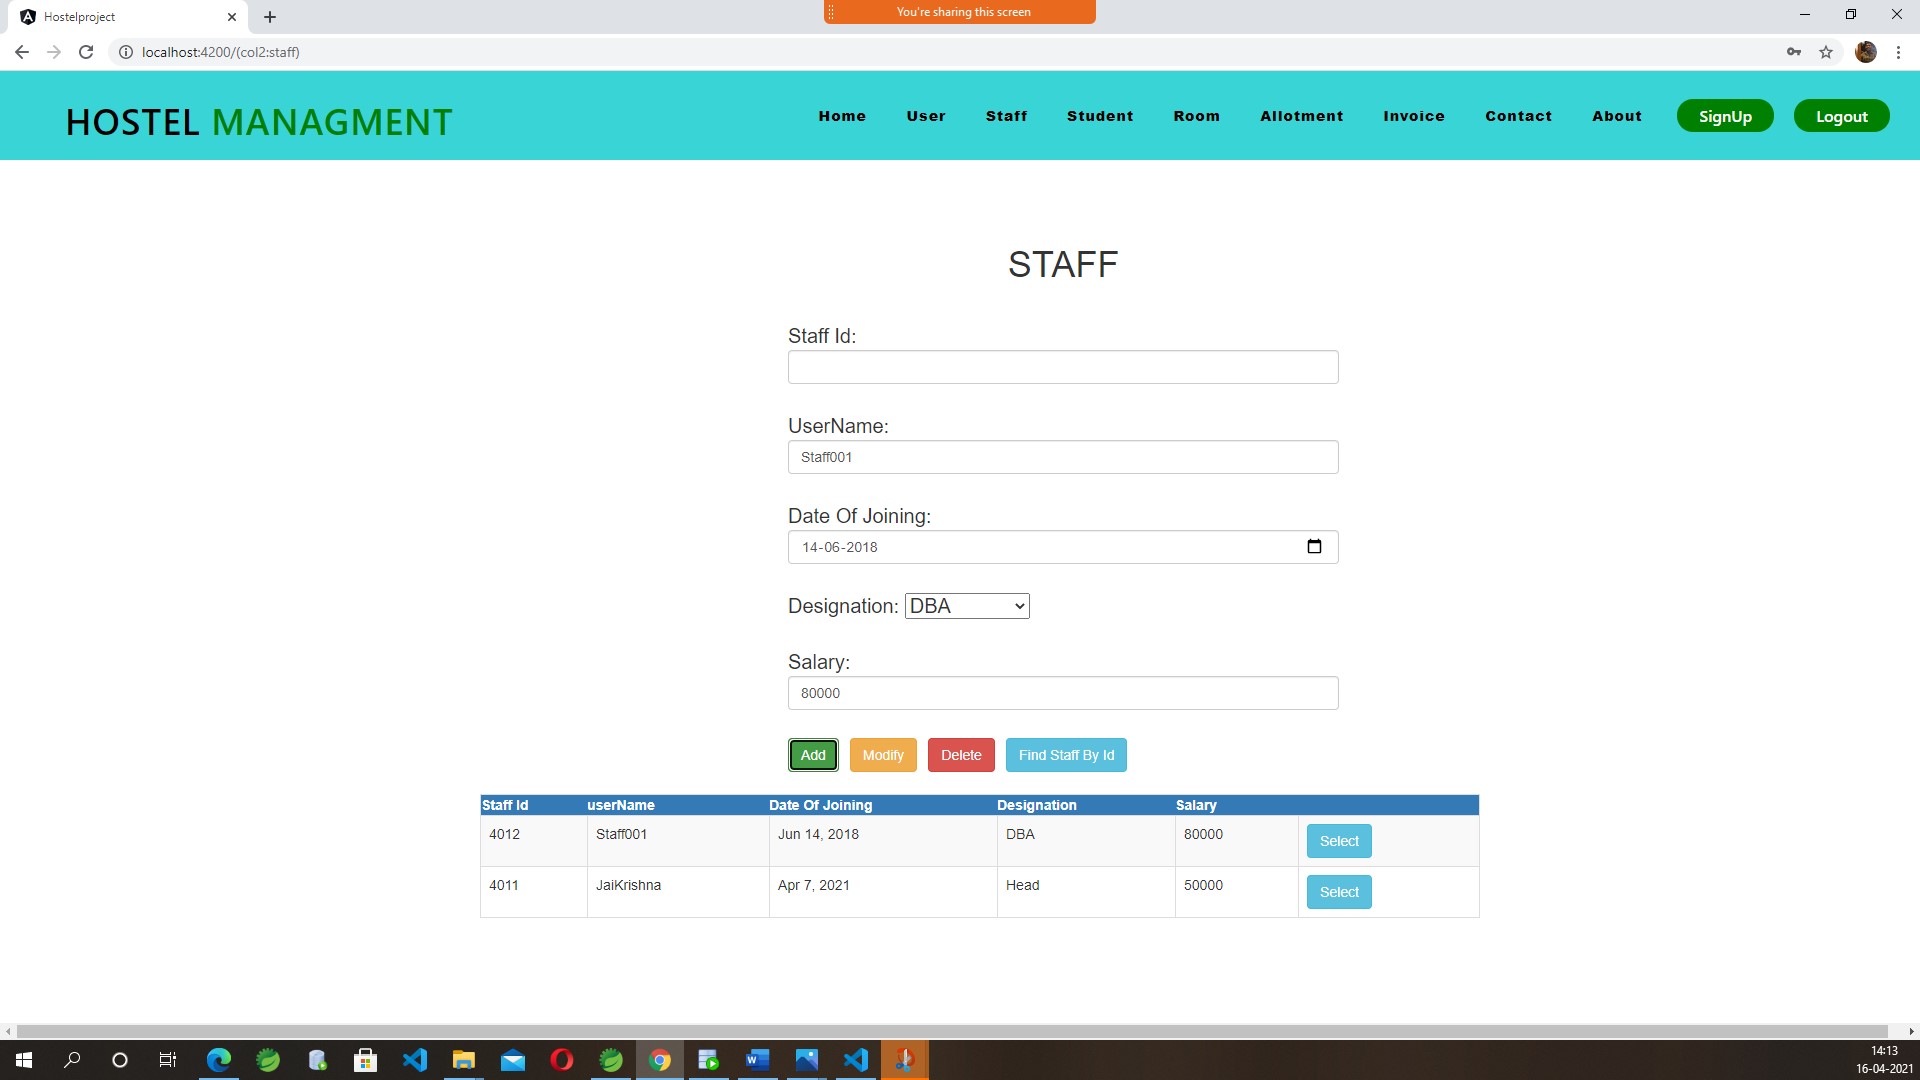 Hostelproject
You're sharing this screen
localhost:4200/(col2:staff)
HOSTEL MANAGMENT
Home User Staff Student Room Allotment Invoice Contact About SignUp Logout
STAFF
Staff Id:
UserName:
Staff001
Date Of Joining:
14-06-2018
Designation: DBA
Salary:
80000
Add Modify Delete Find Staff By Id
Staff Id userName Date Of Joining Designation Salary
4012 Staff001 Jun 14, 2018 DBA 80000 Select
4011 JaiKrishna Apr 7, 2021 Head 50000 Select
14:13
16-04-2021